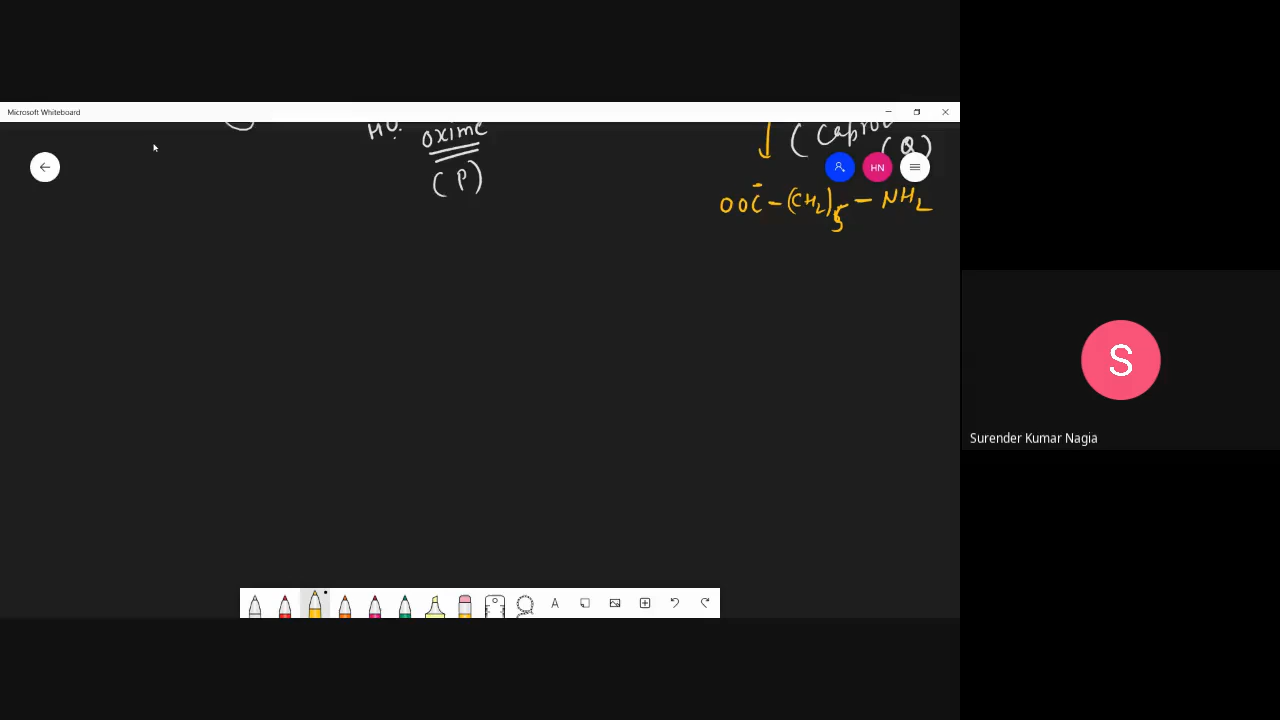 Microsoft Whiteboard
HO.
oxime
(P)
(Q)
HN
OOC̄ - (CH2)5 - NH2
S
Surender Kumar Nagia
A